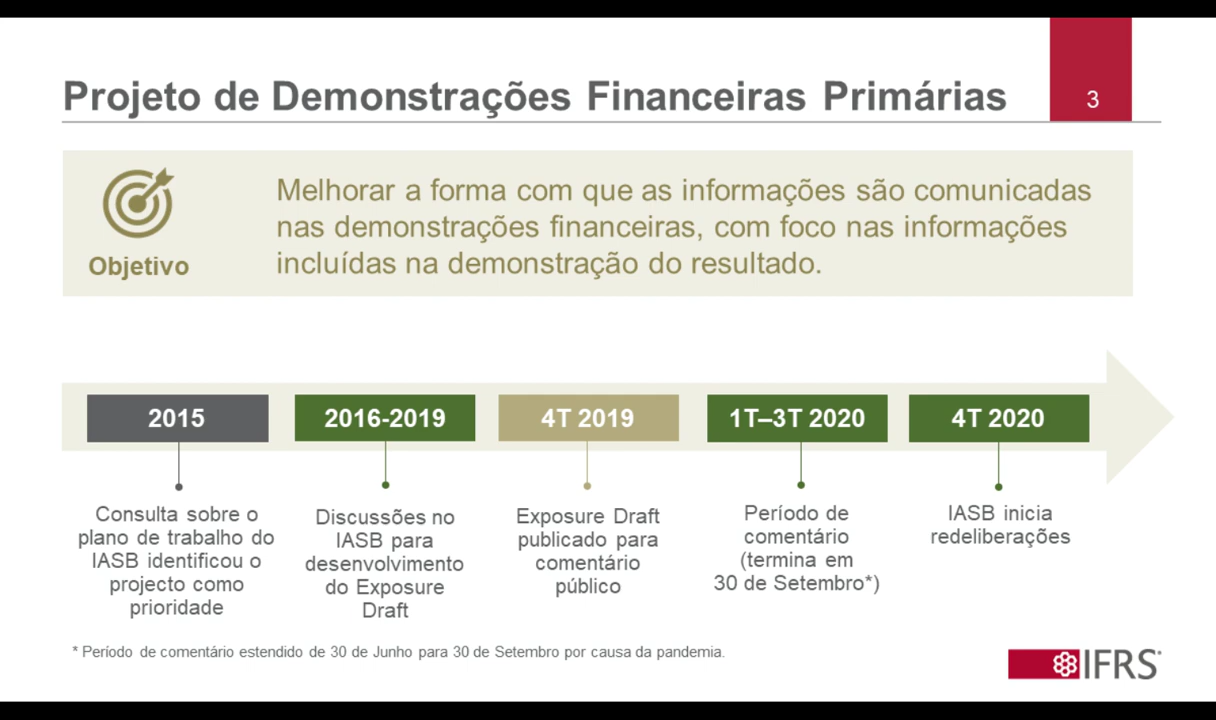 Projeto de Demonstrações Financeiras Primárias
3
Objetivo
Melhorar a forma com que as informações são comunicadas
nas demonstrações financeiras, com foco nas informações
incluídas na demonstração do resultado.
2015
Consulta sobre o
plano de trabalho do
IASB identificou o
projecto como
prioridade
2016-2019
Discussões no
IASB para
desenvolvimento
do Exposure
Draft
4T 2019
Exposure Draft
publicado para
comentário
público
1T–3T 2020
Período de
comentário
(termina em
30 de Setembro*)
4T 2020
IASB inicia
redeliberações
* Período de comentário estendido de 30 de Junho para 30 de Setembro por causa da pandemia.
IFRS